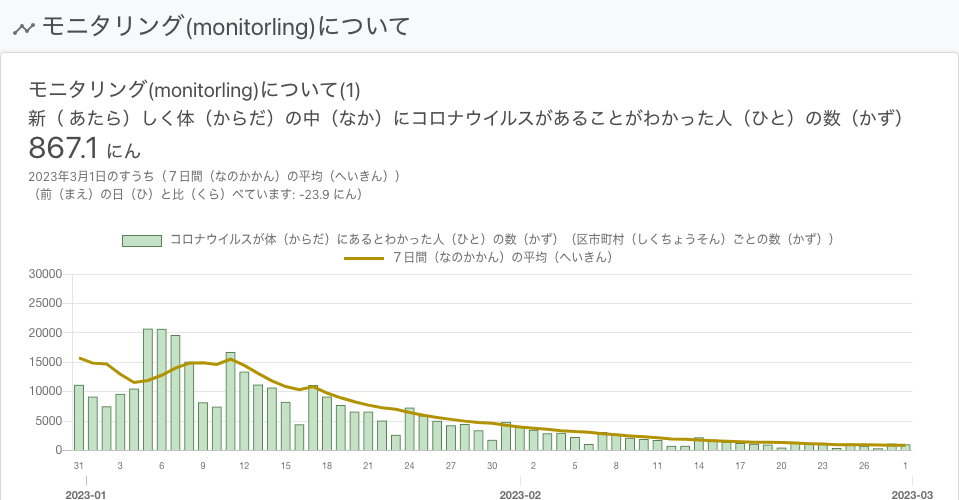 モニタリング(monitorling)について
モニタリング(monitorling)について(1)
新（ あたら）しく体（からだ）の中（なか）にコロナウイルスがあることがわかった人（ひと）の数（かず）
867.1 にん
2023年3月1日のすうち（７日間（なのかかん）の平均（へいきん））
（前（まえ）の日（ひ）と比（くら）べています: -23.9 にん）
コロナウイルスが体（からだ）にあるとわかった人（ひと）の数（かず）（区市町村（しくちょうそん）ごとの数（かず））
７日間（なのかかん）の平均（へいきん）
30000
25000
20000
15000
10000
5000
0
31 3 6 9 12 15 18 21 24 27 30 2 5 8 11 14 17 20 23 26 1
2023-01 2023-02 2023-03